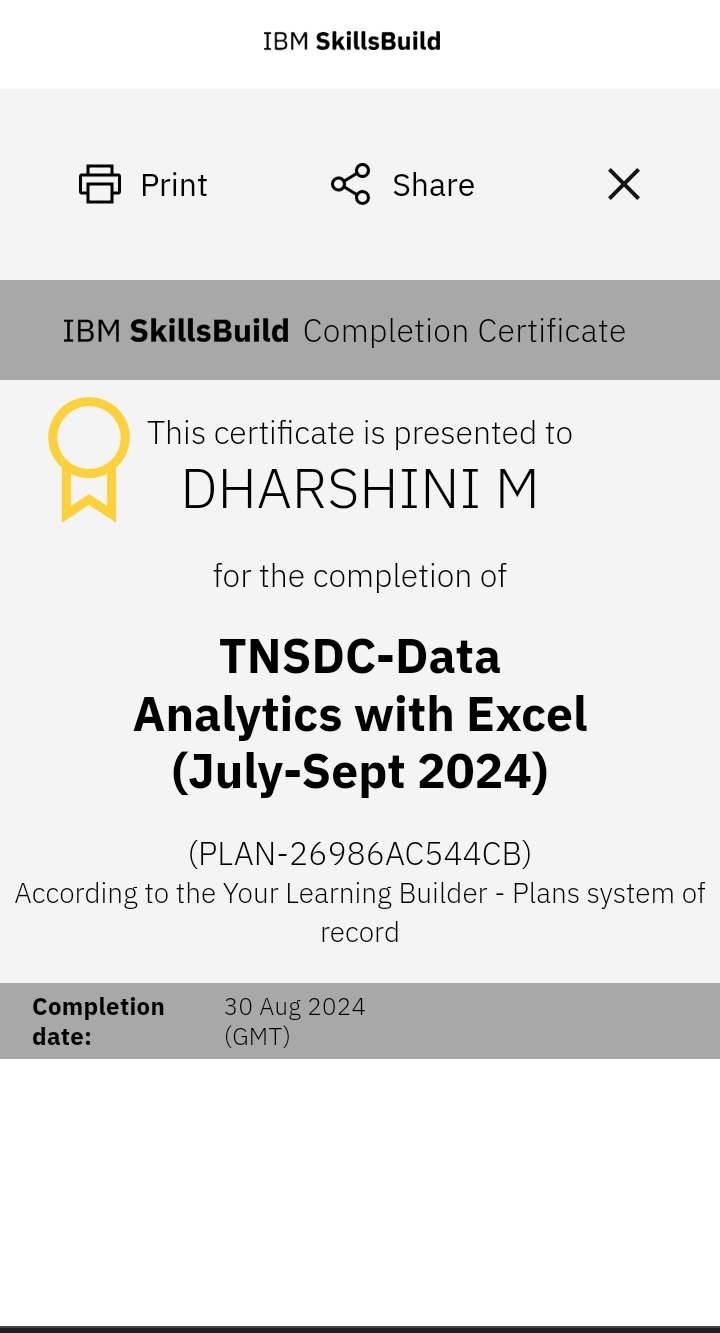 IBM SkillsBuild
Print
Share
IBM SkillsBuild Completion Certificate
This certificate is presented to
DHARSHINI M
for the completion of
TNSDC-Data
Analytics with Excel
(July-Sept 2024)
(PLAN-26986AC544CB)
According to the Your Learning Builder - Plans system of
record
Completion
date:
30 Aug 2024
(GMT)